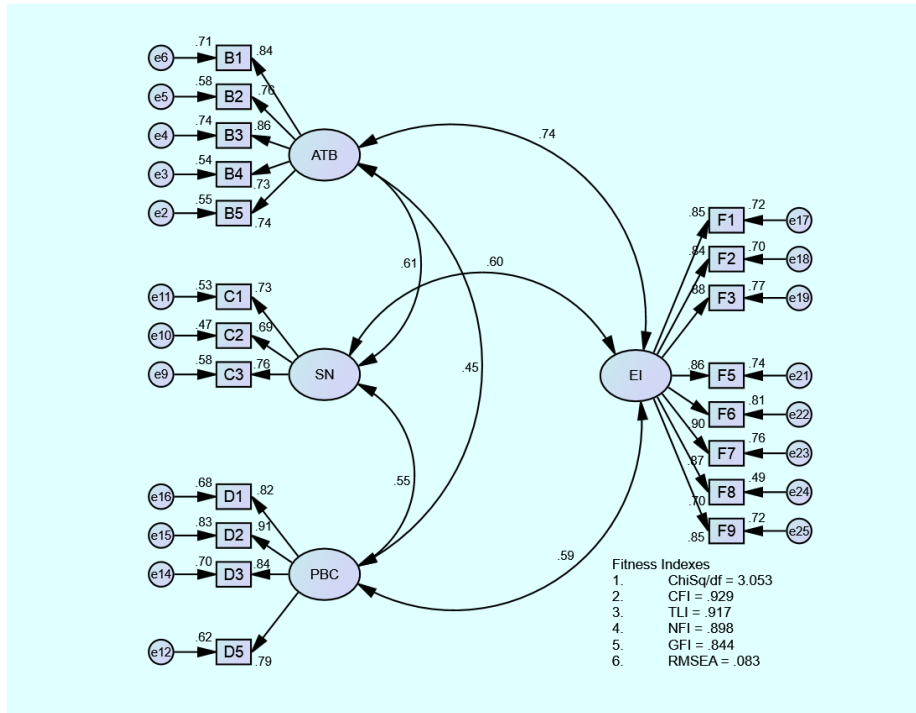 e6 .71 B1 .84
e5 .58 B2 .76
e4 .74 B3 .86
e3 .54 B4 .73
e2 .55 B5 .74
ATB
.74
.61
.60
.45
e11 .53 C1 .73
e10 .47 C2 .69
e9 .58 C3 .76
SN
.55
e16 .68 D1 .82
e15 .83 D2 .91
e14 .70 D3 .84
e12 .62 D5 .79
PBC
.59
EI
.85 F1 .72 e17
.84 F2 .70 e18
.88 F3 .77 e19
.86 F5 .74 e21
.90 F6 .81 e22
.87 F7 .76 e23
.70 F8 .49 e24
.85 F9 .72 e25
Fitness Indexes
1. ChiSq/df = 3.053
2. CFI = .929
3. TLI = .917
4. NFI = .898
5. GFI = .844
6. RMSEA = .083